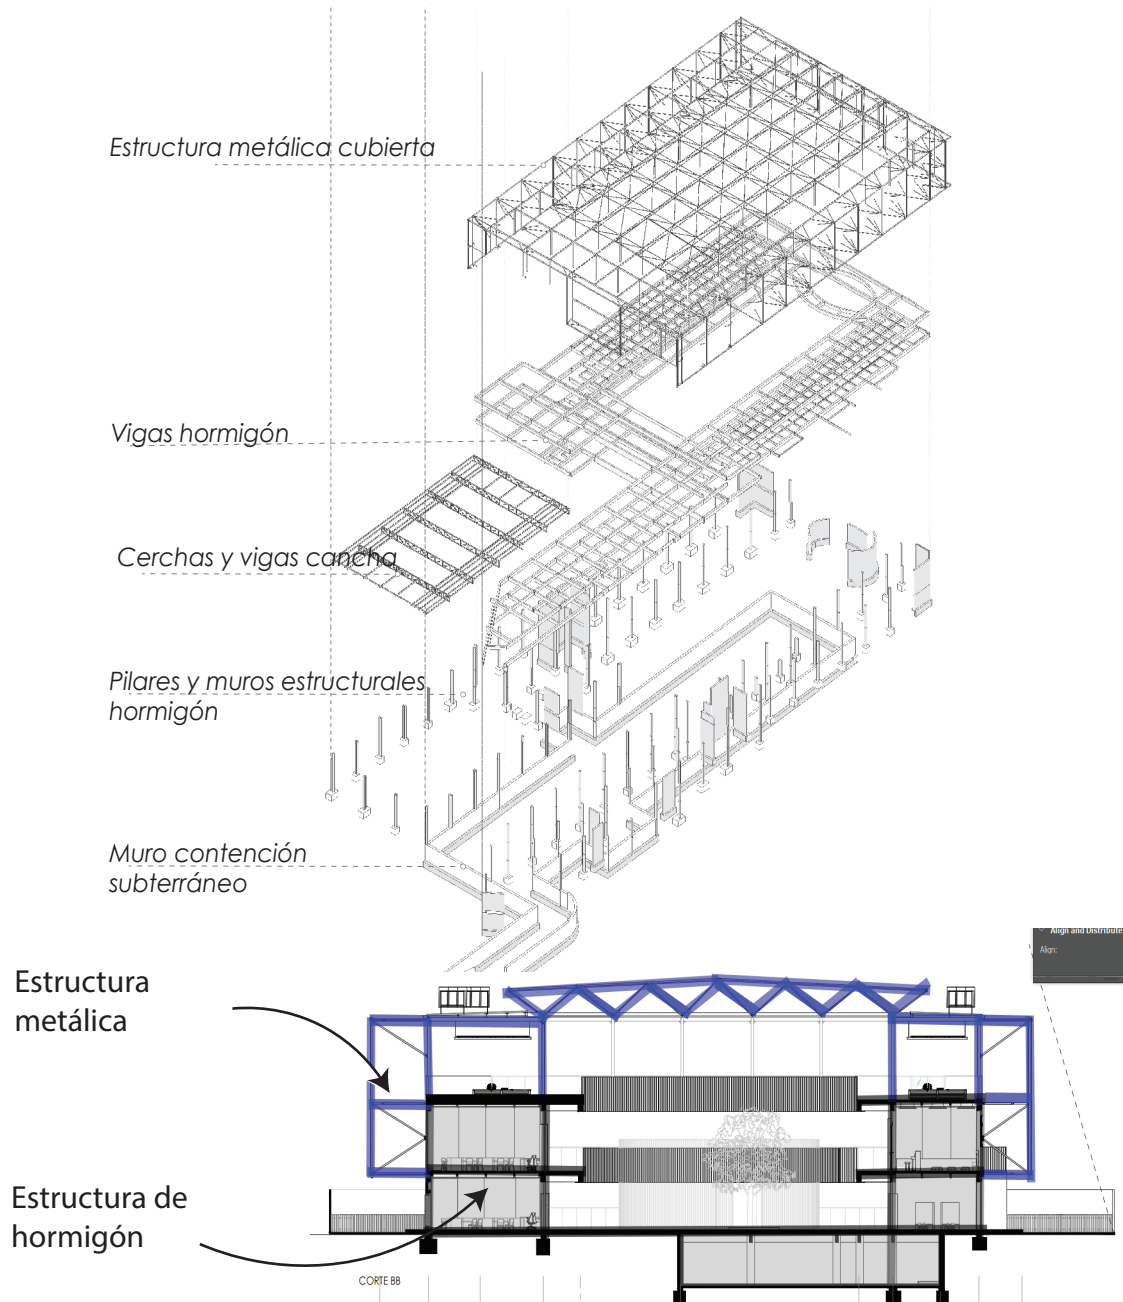 Estructura metálica cubierta
Vigas hormigón
Cerchas y vigas cancha
Pilares y muros estructurales
hormigón
Muro contención
subterráneo
Align and Distribute
Align:
Estructura
metálica
Estructura de
hormigón
CORTE BB